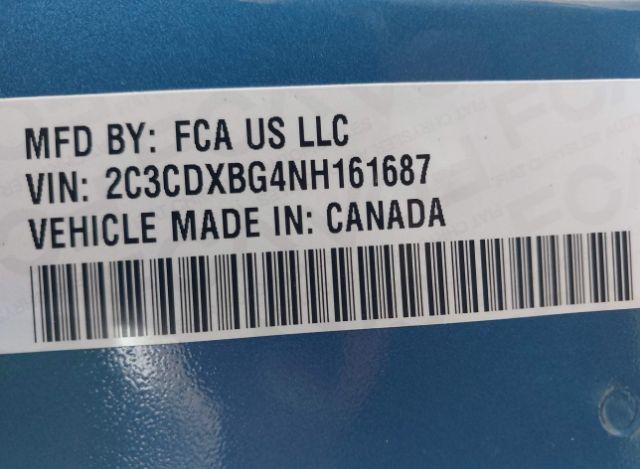 MFD BY: FCA US LLC
VIN: 2C3CDXBG4NH161687
VEHICLE MADE IN: CANADA